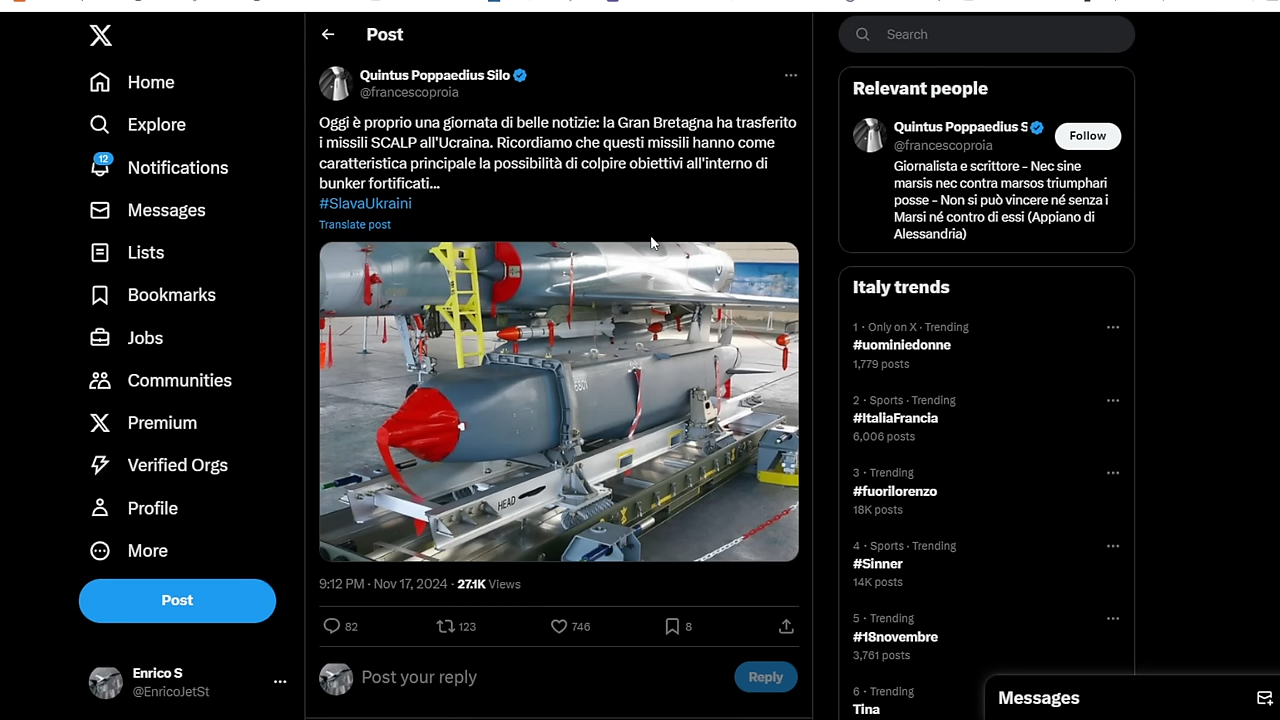 Post
Search
Home
Explore
12
Notifications
Messages
Lists
Bookmarks
Jobs
Communities
Premium
Verified Orgs
Profile
More
Post
Enrico S
@EnricoJetSt
Quintus Poppaedius Silo
@francescoproia
Oggi è proprio una giornata di belle notizie: la Gran Bretagna ha trasferito
i missili SCALP all'Ucraina. Ricordiamo che questi missili hanno come
caratteristica principale la possibilità di colpire obiettivi all'interno di
bunker fortificati...
#SlavaUkraini
Translate post
HEAD
9:12 PM · Nov 17, 2024 · 27.1K Views
82 123 746 8
Post your reply
Reply
Relevant people
Quintus Poppaedius S
@francescoproia
Follow
Giornalista e scrittore - Nec sine
marsis nec contra marsos triumphari
posse - Non si può vincere né senza i
Marsi né contro di essi (Appiano di
Alessandria)
Italy trends
1 · Only on X · Trending
#uominiedonne
1,779 posts
2 · Sports · Trending
#ItaliaFrancia
6,006 posts
3 · Trending
#fuorilorenzo
18K posts
4 · Sports · Trending
#Sinner
14K posts
5 · Trending
#18novembre
3,761 posts
6 · Trending
Tina
Messages